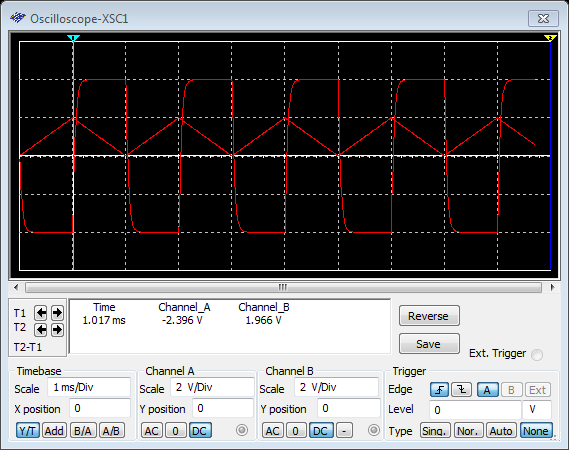 Oscilloscope-XSC1
1 2
T1
T2
T2-T1
Time Channel_A Channel_B
1.017 ms -2.396 V 1.966 V
Reverse
Save
Ext. Trigger
Timebase
Scale 1 ms/Div
X position 0
Y/T Add B/A A/B
Channel A
Scale 2 V/Div
Y position 0
AC 0 DC
Channel B
Scale 2 V/Div
Y position 0
AC 0 DC -
Trigger
Edge A B Ext
Level 0 V
Type Sing. Nor. Auto None